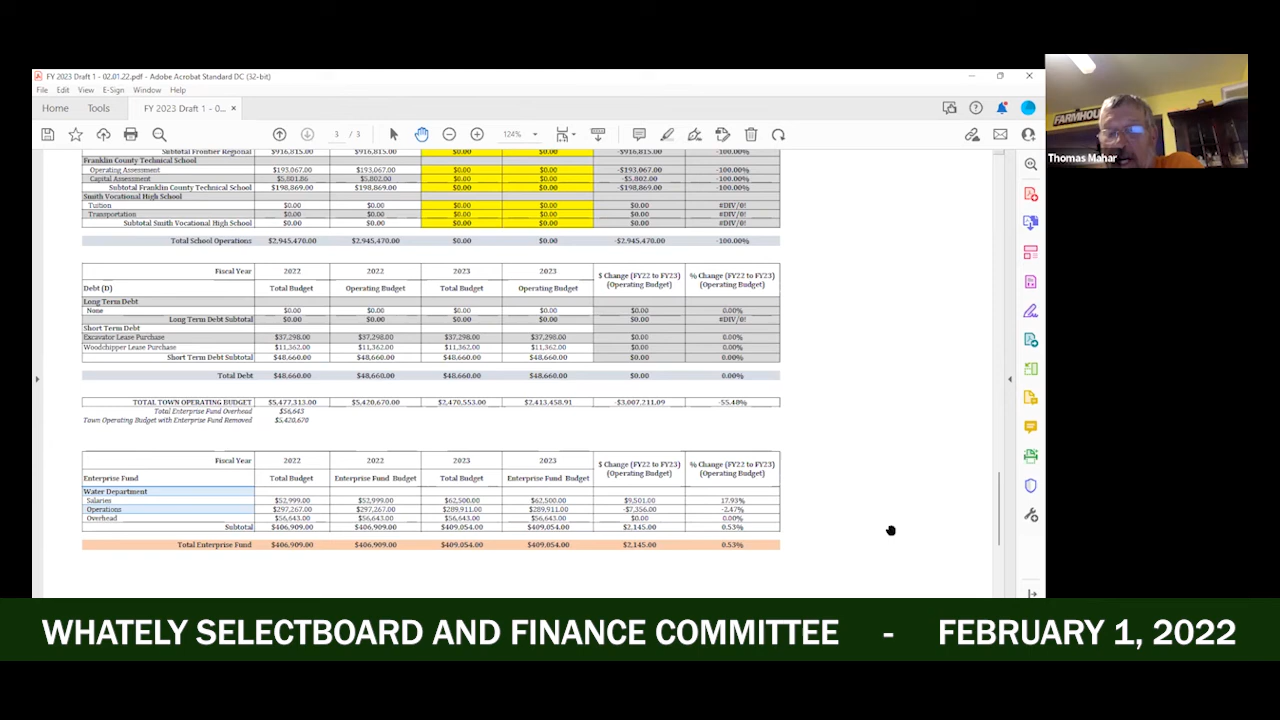 FY 2023 Draft 1 - 02.01.22.pdf - Adobe Acrobat Standard DC (32-bit)
File Edit View E-Sign Window Help
Home Tools FY 2023 Draft 1 - 0... ×
3 / 3 124%
Subtotal Frontier Regional $916,815.00 $916,815.00 $0.00 $0.00 -$916,815.00 -100.00%
Franklin County Technical School
Operating Assessment $193,067.00 $193,067.00 $0.00 $0.00 -$193,067.00 -100.00%
Capital Assessment $5,801.86 $5,802.00 $0.00 $0.00 -$5,802.00 -100.00%
Subtotal Franklin County Technical School $198,869.00 $198,869.00 $0.00 $0.00 -$198,869.00 -100.00%
Smith Vocational High School
Tuition $0.00 $0.00 $0.00 $0.00 $0.00 #DIV/0!
Transportation $0.00 $0.00 $0.00 $0.00 $0.00 #DIV/0!
Subtotal Smith Vocational High School $0.00 $0.00 $0.00 $0.00 $0.00 #DIV/0!
Total School Operations $2,945,470.00 $2,945,470.00 $0.00 $0.00 -$2,945,470.00 -100.00%
Fiscal Year 2022 2022 2023 2023 $ Change (FY22 to FY23) % Change (FY22 to FY23)
Debt (D) Total Budget Operating Budget Total Budget Operating Budget (Operating Budget) (Operating Budget)
Long Term Debt
None $0.00 $0.00 $0.00 $0.00 $0.00 0.00%
Long Term Debt Subtotal $0.00 $0.00 $0.00 $0.00 $0.00 #DIV/0!
Short Term Debt
Excavator Lease Purchase $37,298.00 $37,298.00 $37,298.00 $37,298.00 $0.00 0.00%
Woodchipper Lease Purchase $11,362.00 $11,362.00 $11,362.00 $11,362.00 $0.00 0.00%
Short Term Debt Subtotal $48,660.00 $48,660.00 $48,660.00 $48,660.00 $0.00 0.00%
Total Debt $48,660.00 $48,660.00 $48,660.00 $48,660.00 $0.00 0.00%
TOTAL TOWN OPERATING BUDGET $5,477,313.00 $5,420,670.00 $2,470,553.00 $2,413,458.91 -$3,007,211.09 -55.48%
Total Enterprise Fund Overhead $56,643
Town Operating Budget with Enterprise Fund Removed $5,420,670
Fiscal Year 2022 2022 2023 2023 $ Change (FY22 to FY23) % Change (FY22 to FY23)
Enterprise Fund Total Budget Enterprise Fund Budget Total Budget Enterprise Fund Budget (Operating Budget) (Operating Budget)
Water Department
Salaries $52,999.00 $52,999.00 $62,500.00 $62,500.00 $9,501.00 17.93%
Operations $297,267.00 $297,267.00 $289,911.00 $289,911.00 -$7,356.00 -2.47%
Overhead $56,643.00 $56,643.00 $56,643.00 $56,643.00 $0.00 0.00%
Subtotal $406,909.00 $406,909.00 $409,054.00 $409,054.00 $2,145.00 0.53%
Total Enterprise Fund $406,909.00 $406,909.00 $409,054.00 $409,054.00 $2,145.00 0.53%
FARMHOUS
Thomas Mahar
WHATELY SELECTBOARD AND FINANCE COMMITTEE - FEBRUARY 1, 2022